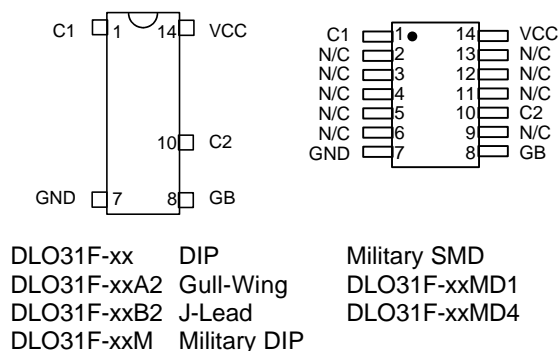 C1 1 14 VCC
10 C2
GND 7 8 GB
C1 1 14 VCC
N/C 2 13 N/C
N/C 3 12 N/C
N/C 4 11 N/C
N/C 5 10 C2
N/C 6 9 N/C
GND 7 8 GB
DLO31F-xx DIP
DLO31F-xxA2 Gull-Wing
DLO31F-xxB2 J-Lead
DLO31F-xxM Military DIP
Military SMD
DLO31F-xxMD1
DLO31F-xxMD4